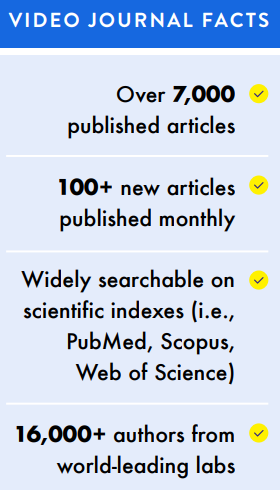 VIDEO JOURNAL FACTS
Over 7,000
published articles
100+ new articles
published monthly
Widely searchable on
scientific indexes (i.e.,
PubMed, Scopus,
Web of Science)
16,000+ authors from
world-leading labs